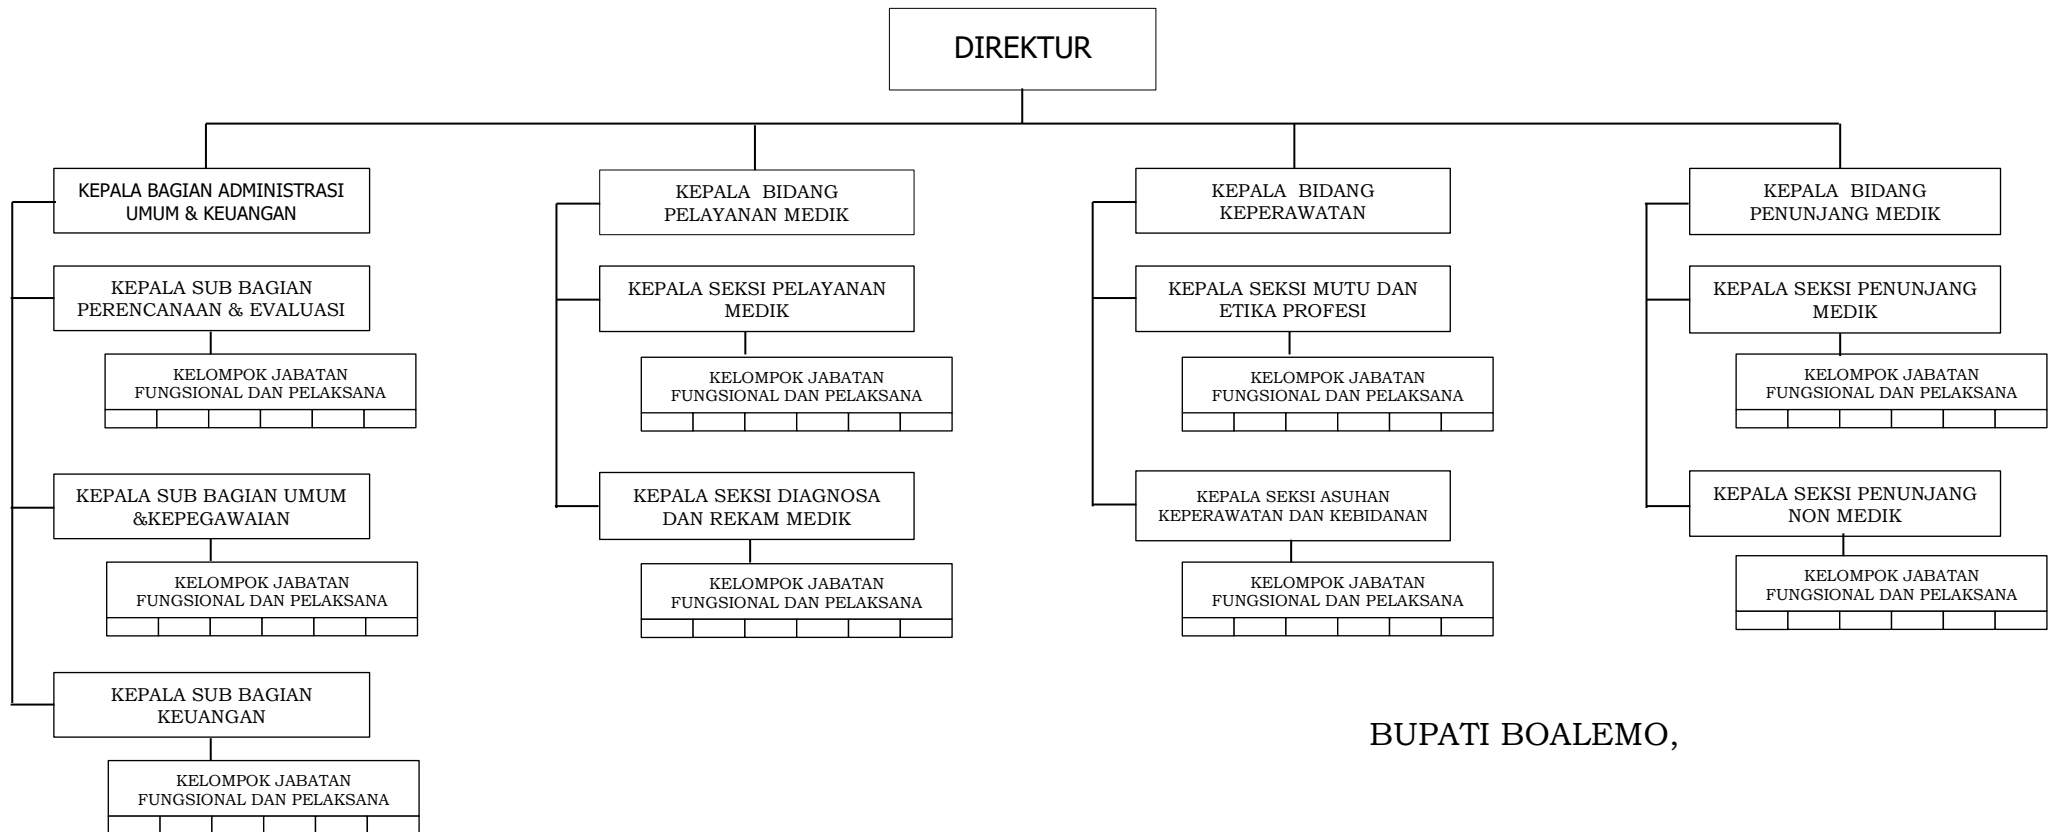 DIREKTUR
KEPALA BAGIAN ADMINISTRASI
UMUM & KEUANGAN
KEPALA SUB BAGIAN
PERENCANAAN & EVALUASI
KELOMPOK JABATAN
FUNGSIONAL DAN PELAKSANA
KEPALA SUB BAGIAN UMUM
&KEPEGAWAIAN
KELOMPOK JABATAN
FUNGSIONAL DAN PELAKSANA
KEPALA SUB BAGIAN
KEUANGAN
KELOMPOK JABATAN
FUNGSIONAL DAN PELAKSANA
KEPALA BIDANG
PELAYANAN MEDIK
KEPALA SEKSI PELAYANAN
MEDIK
KELOMPOK JABATAN
FUNGSIONAL DAN PELAKSANA
KEPALA SEKSI DIAGNOSA
DAN REKAM MEDIK
KELOMPOK JABATAN
FUNGSIONAL DAN PELAKSANA
KEPALA BIDANG
KEPERAWATAN
KEPALA SEKSI MUTU DAN
ETIKA PROFESI
KELOMPOK JABATAN
FUNGSIONAL DAN PELAKSANA
KEPALA SEKSI ASUHAN
KEPERAWATAN DAN KEBIDANAN
KELOMPOK JABATAN
FUNGSIONAL DAN PELAKSANA
KEPALA BIDANG
PENUNJANG MEDIK
KEPALA SEKSI PENUNJANG
MEDIK
KELOMPOK JABATAN
FUNGSIONAL DAN PELAKSANA
KEPALA SEKSI PENUNJANG
NON MEDIK
KELOMPOK JABATAN
FUNGSIONAL DAN PELAKSANA
BUPATI BOALEMO,